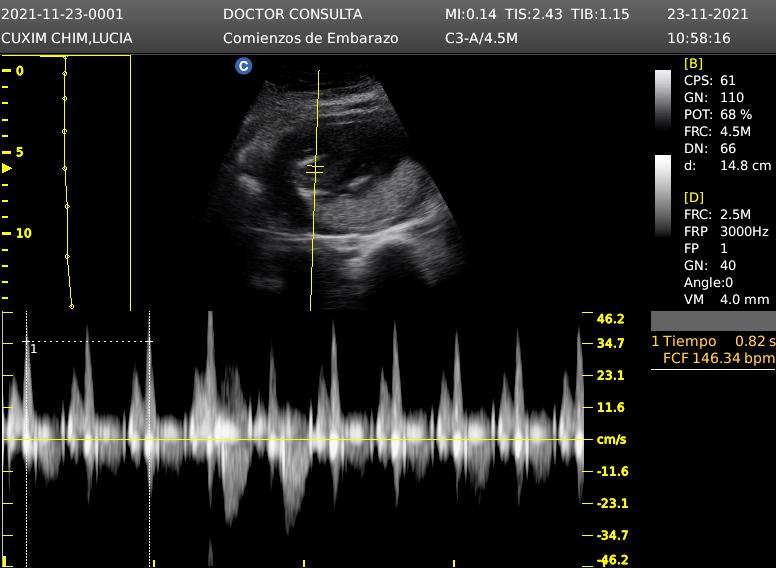 2021-11-23-0001 DOCTOR CONSULTA MI:0.14 TIS:2.43 TIB:1.15 23-11-2021
CUXIM CHIM,LUCIA Comienzos de Embarazo C3-A/4.5M 10:58:16
C
0
5
10
[B]
CPS: 61
GN: 110
POT: 68 %
FRC: 4.5M
DN: 66
d: 14.8 cm
[D]
FRC: 2.5M
FRP 3000Hz
FP 1
GN: 40
Angle:0
VM 4.0 mm
1 Tiempo 0.82 s
FCF 146.34 bpm
1
46.2
34.7
23.1
11.6
cm/s
-11.6
-23.1
-34.7
-46.2